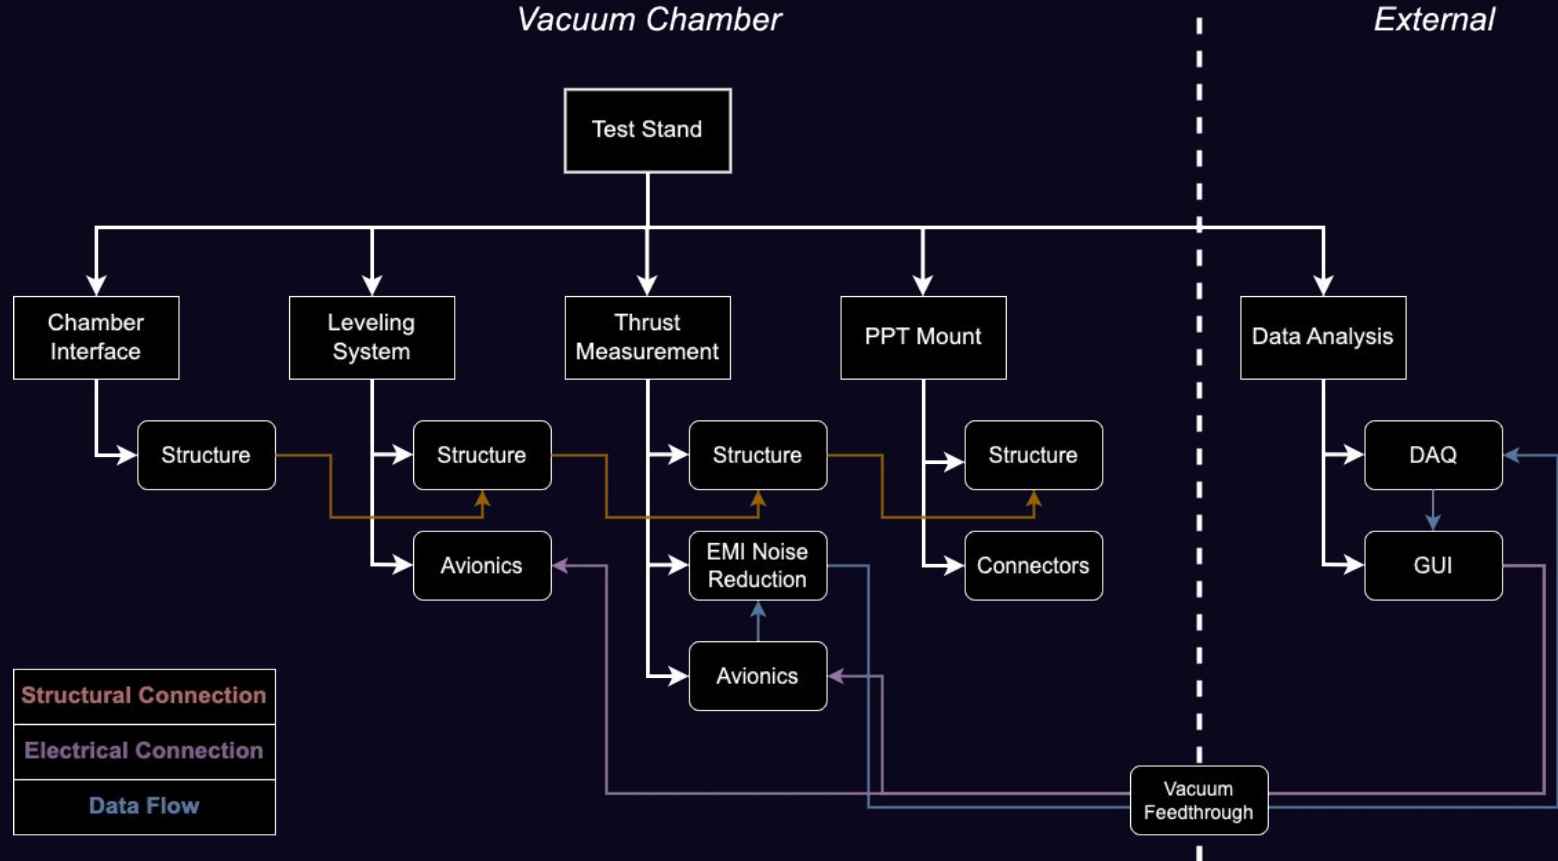 Vacuum Chamber
External
Test Stand
Chamber
Interface
Leveling
System
Thrust
Measurement
PPT Mount
Data Analysis
Structure
Structure
Structure
Structure
DAQ
Avionics
EMI Noise
Reduction
Connectors
GUI
Avionics
Structural Connection
Electrical Connection
Data Flow
Vacuum
Feedthrough